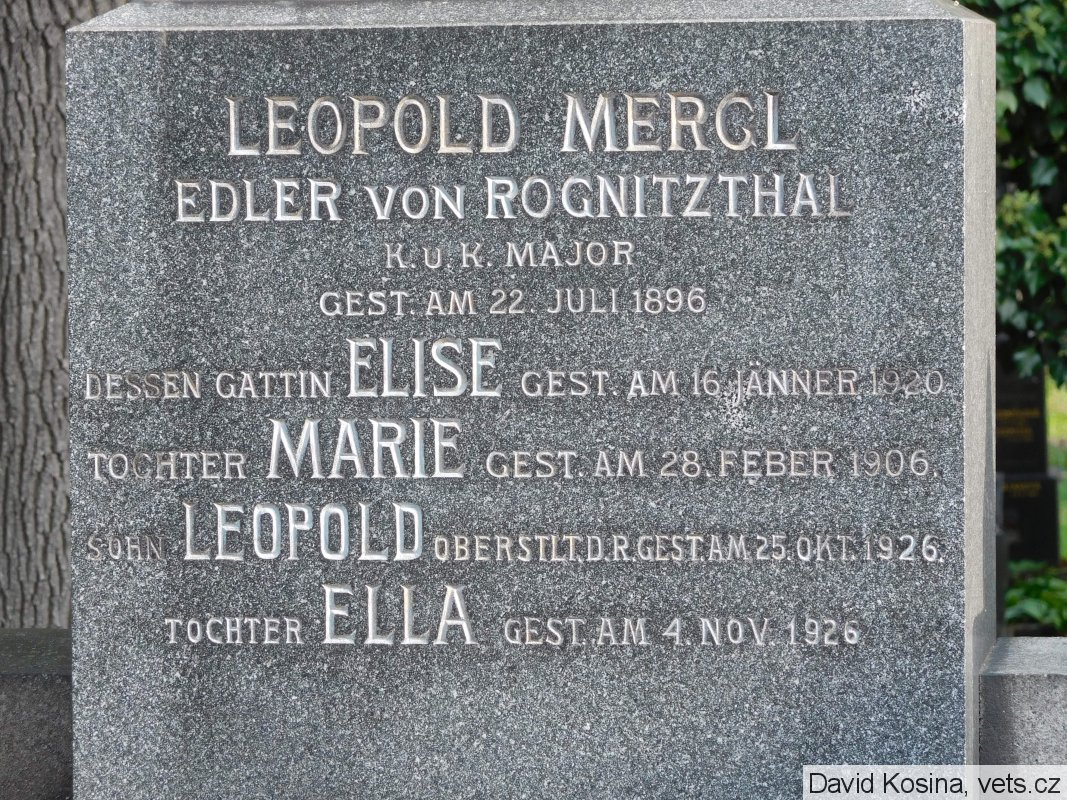 LEOPOLD MERGL
EDLER VON ROGNITZTHAL
K. u. K. MAJOR
GEST. AM 22. JULI 1896
DESSEN GATTIN ELISE GEST. AM 16. JÄNNER 1920
TOCHTER MARIE GEST. AM 28. FEBER 1906.
SOHN LEOPOLD OBERSTLT.D.R.GEST.AM 25.OKT.1926.
TOCHTER ELLA GEST. AM 4. NOV. 1926
David Kosina, vets.cz